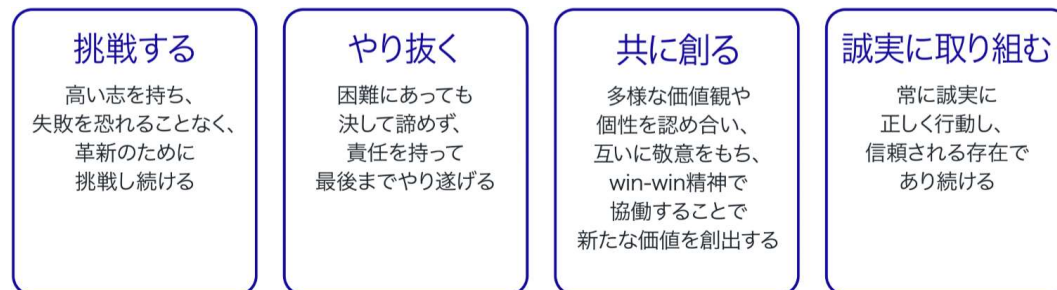 挑戦する
高い志を持ち、
失敗を恐れることなく、
革新のために
挑戦し続ける
やり抜く
困難にあっても
決して諦めず、
責任を持って
最後までやり遂げる
共に創る
多様な価値観や
個性を認め合い、
互いに敬意をもち、
win-win精神で
協働することで
新たな価値を創出する
誠実に取り組む
常に誠実に
正しく行動し、
信頼される存在で
あり続ける